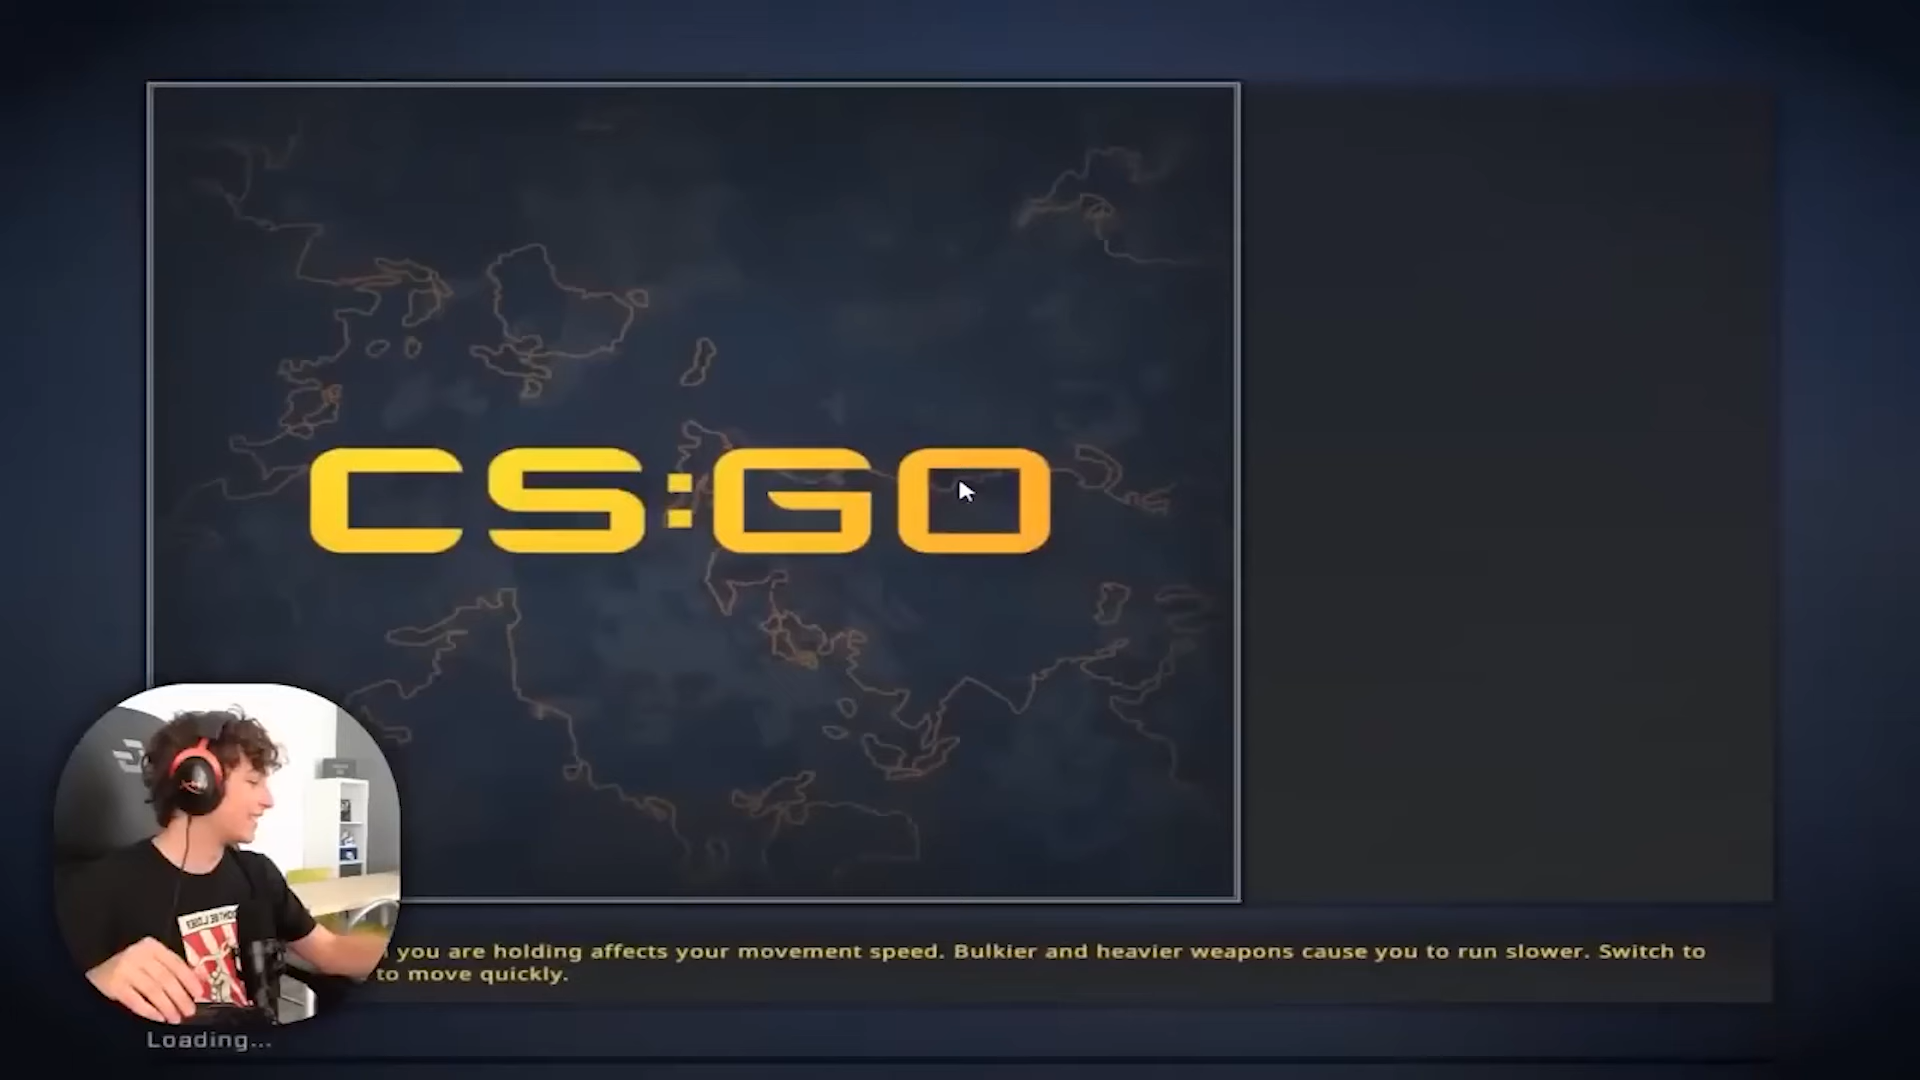 CS:GO
you are holding affects your movement speed. Bulkier and heavier weapons cause you to run slower. Switch to
to move quickly.
Loading...